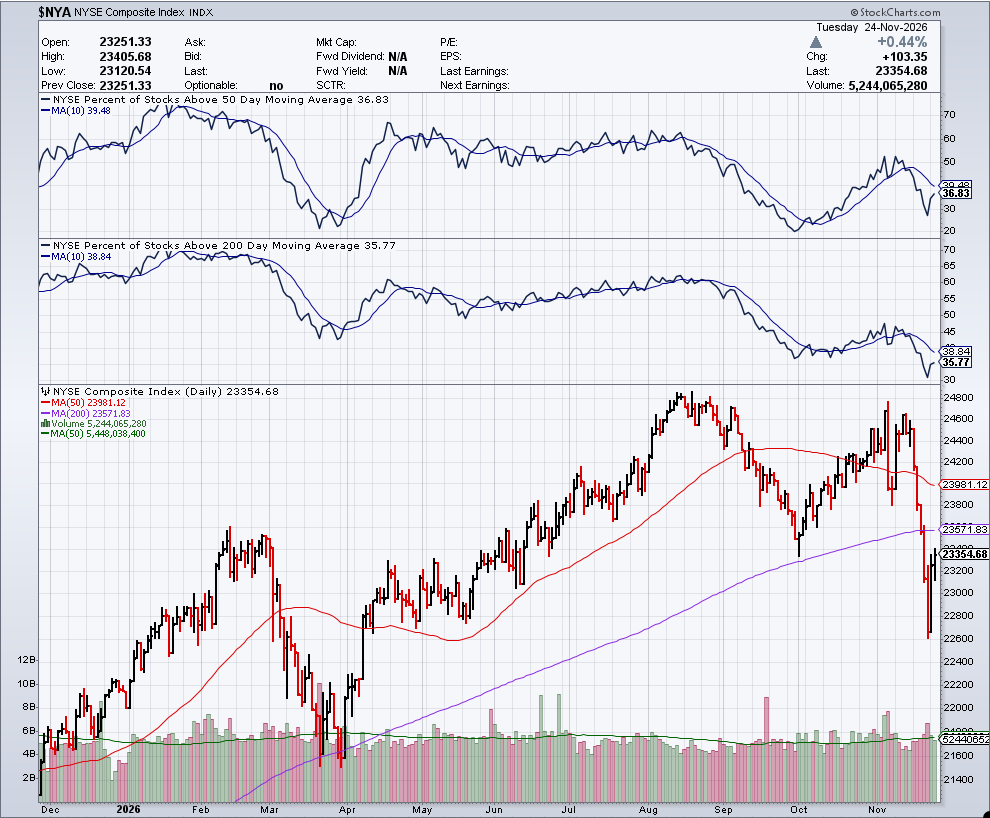 $NYA NYSE Composite Index INDX
© StockCharts.com
Tuesday 24-Nov-2026
Open: 23251.33 Ask: Mkt Cap: P/E: +0.44%
High: 23405.68 Bid: Fwd Dividend: N/A EPS: Chg: +103.35
Low: 23120.54 Last: Fwd Yield: N/A Last Earnings: Last: 23354.68
Prev Close: 23251.33 Optionable: no SCTR: Next Earnings: Volume: 5,244,065,280
NYSE Percent of Stocks Above 50 Day Moving Average 36.83
MA(10) 39.48
70
60
50
39.48
36.83
30
20
NYSE Percent of Stocks Above 200 Day Moving Average 35.77
MA(10) 38.84
70
65
60
55
50
45
38.84
35.77
30
NYSE Composite Index (Daily) 23354.68
MA(50) 23981.12
MA(200) 23571.83
Volume 5,244,065,280
MA(50) 5,448,038,400
24800
24600
24400
24200
23981.12
23800
23571.83
23354.68
23200
23000
22800
22600
22400
22200
22000
21600
21400
12B
10B
8B
6B
4B
2B
Dec 2026 Feb Mar Apr May Jun Jul Aug Sep Oct Nov